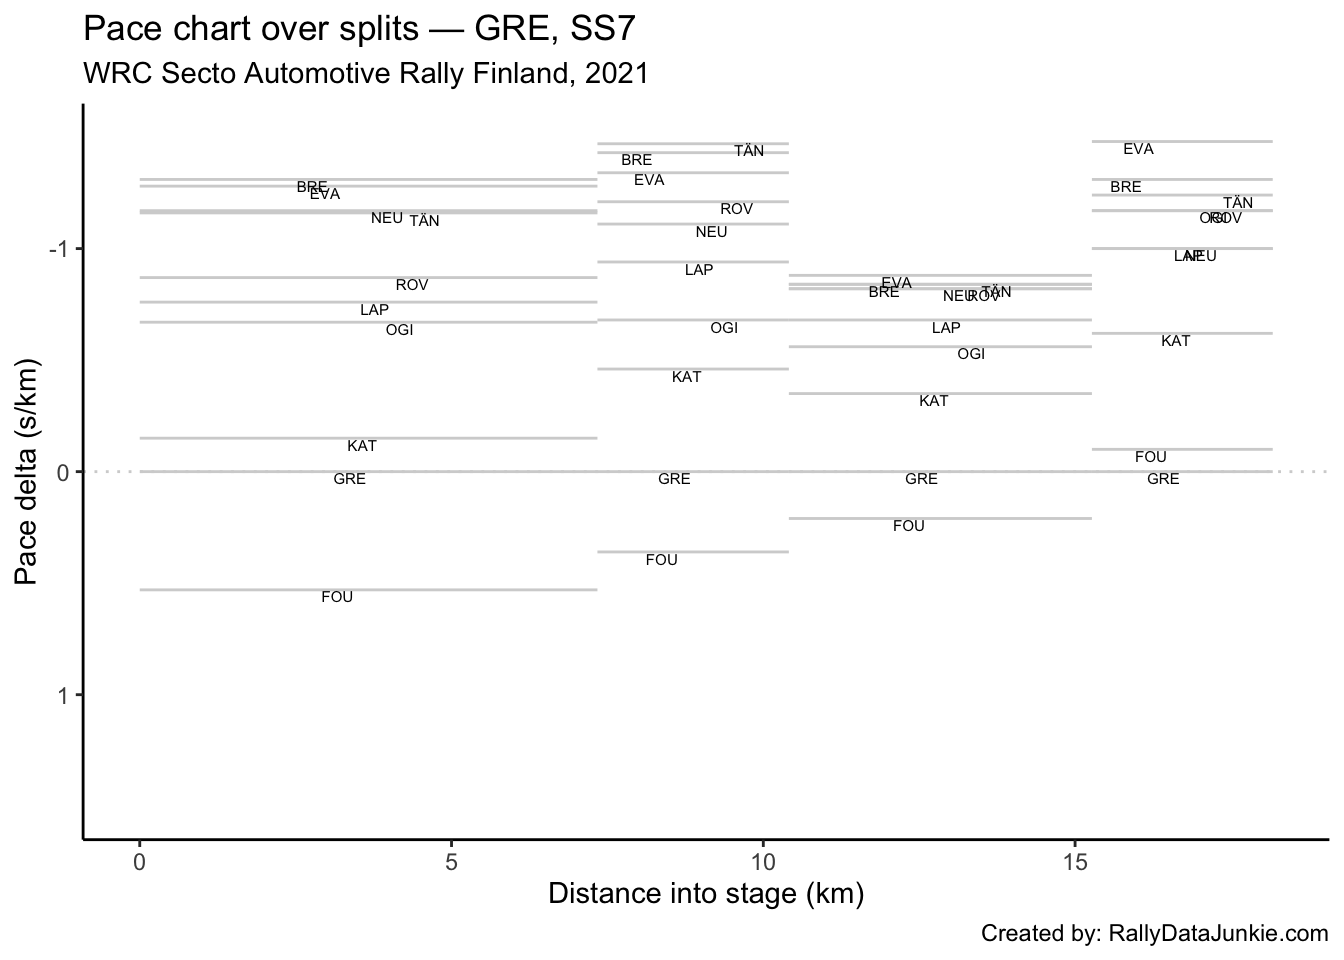 Pace chart over splits — GRE, SS7
WRC Secto Automotive Rally Finland, 2021
Pace delta (s/km)
-1
0
1
BRE
EVA
NEU TÄN
ROV
LAP
OGI
KAT
GRE
FOU
TÄN
BRE
EVA
ROV
NEU
LAP
OGI
KAT
GRE
FOU
EVA
BRE TÄN
NEU ROV
LAP
OGI
KAT
GRE
FOU
EVA
BRE
TÄN
OGI ROV
LAP NEU
KAT
FOU
GRE
0 5 10 15
Distance into stage (km)
Created by: RallyDataJunkie.com